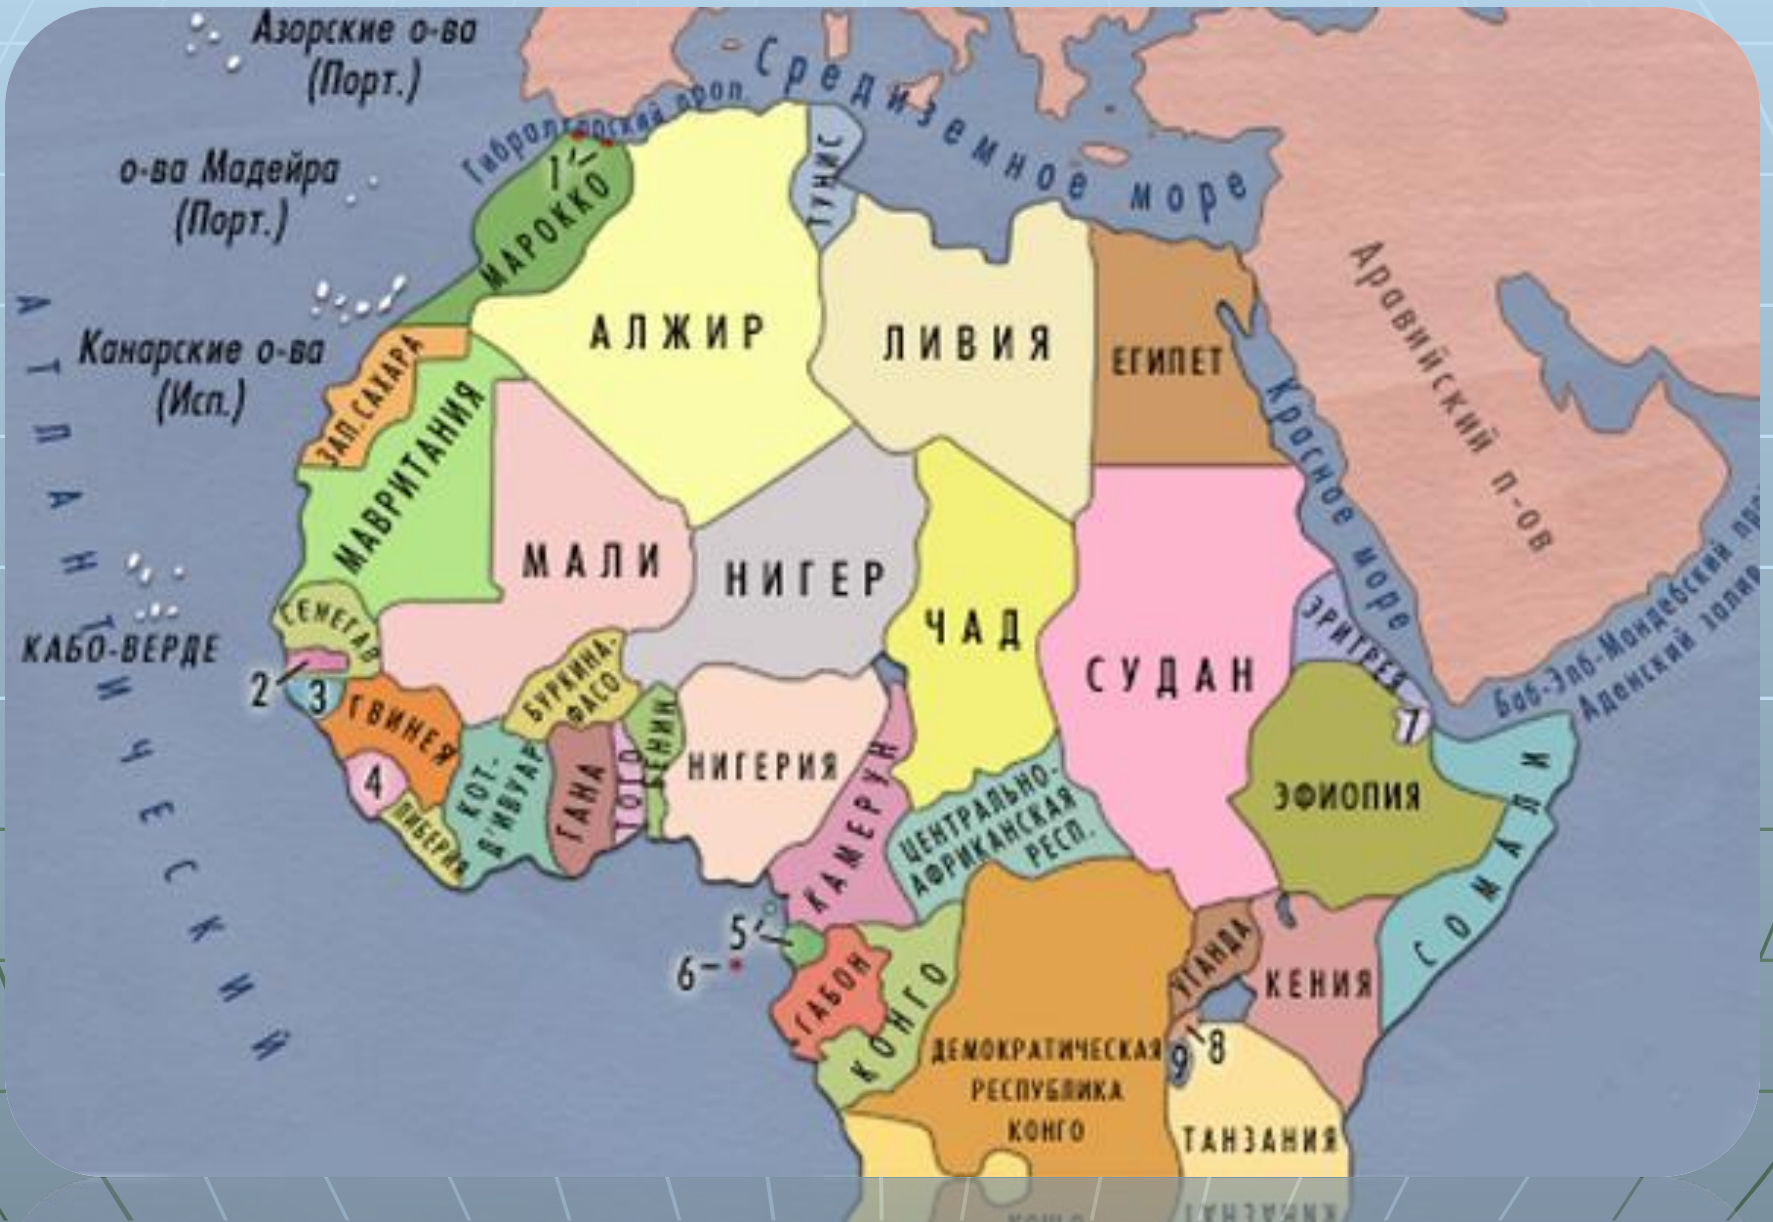 Азорские о-ва
(Порт.)
Средиземное море
Гибралтарский прол.
о-ва Мадейра
(Порт.)
1
МАРОККО
ТУНИС
Канарские о-ва
(Исп.)
АЛЖИР
ЛИВИЯ
ЕГИПЕТ
Аравийский п-ов
Красное море
ЗАП. САХАРА
МАВРИТАНИЯ
МАЛИ
НИГЕР
ЧАД
СУДАН
ЭРИТРЕЯ
КАБО-ВЕРДЕ
СЕНЕГАЛ
2
3
ГВИНЕЯ
БУРКИНА-
ФАСО
БЕНИН
НИГЕРИЯ
Баб-Эль-Мандебский
Аденский залив
7
4
ЛИБЕРИЯ
КОТ-
Д'ИВУАР
ГАНА
ТОГО
КАМЕРУН
ЦЕНТРАЛЬНО-
АФРИКАНСКАЯ
РЕСП.
ЭФИОПИЯ
СОМАЛИ
АТЛАНТИЧЕСКИЙ
5
6
ГАБОН
КОНГО
УГАНДА
КЕНИЯ
ДЕМОКРАТИЧЕСКАЯ
РЕСПУБЛИКА
КОНГО
9
8
ТАНЗАНИЯ